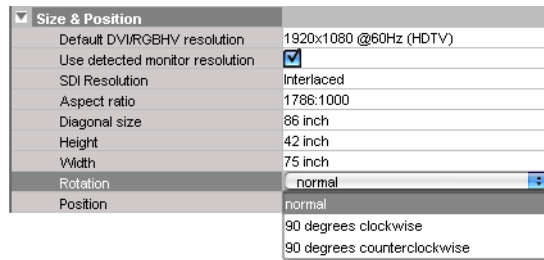 Size & Position
Default DVI/RGBHV resolution 1920x1080 @60Hz (HDTV)
Use detected monitor resolution
SDI Resolution Interlaced
Aspect ratio 1786:1000
Diagonal size 86 inch
Height 42 inch
Width 75 inch
Rotation normal
Position normal
90 degrees clockwise
90 degrees counterclockwise